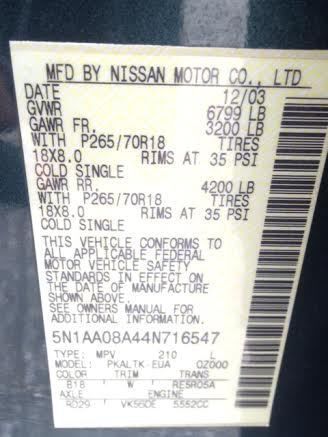 MFD BY NISSAN MOTOR CO., LTD
DATE 12/03
GVWR 6799 LB
GAWR FR. 3200 LB
WITH P265/70R18 TIRES
18X8.0 RIMS AT 35 PSI
COLD SINGLE
GAWR RR. 4200 LB
WITH P265/70R18 TIRES
18X8.0 RIMS AT 35 PSI
COLD SINGLE
THIS VEHICLE CONFORMS TO
ALL APPLICABLE FEDERAL
MOTOR VEHICLE SAFETY
STANDARDS IN EFFECT ON
THE DATE OF MANUFACTURE
SHOWN ABOVE.
SEE OWNERS MANUAL FOR
ADDITIONAL INFORMATION.
5N1AA08A44N716547
TYPE: MPV 210 L
MODEL: PKALTK-EUA OZ000
COLOR TRIM TRANS
B18 W RE5R05A
AXLE ENGINE
RD29 VK56DE 5552CC